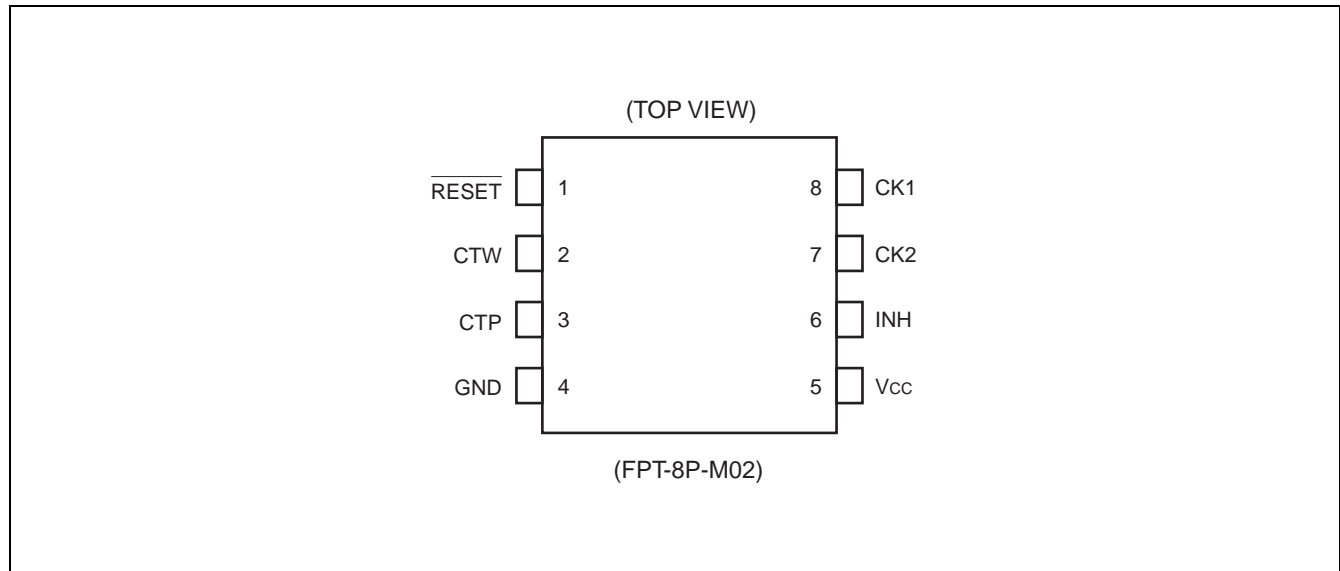 (TOP VIEW)
RESET 1 8 CK1
CTW 2 7 CK2
CTP 3 6 INH
GND 4 5 VCC
(FPT-8P-M02)